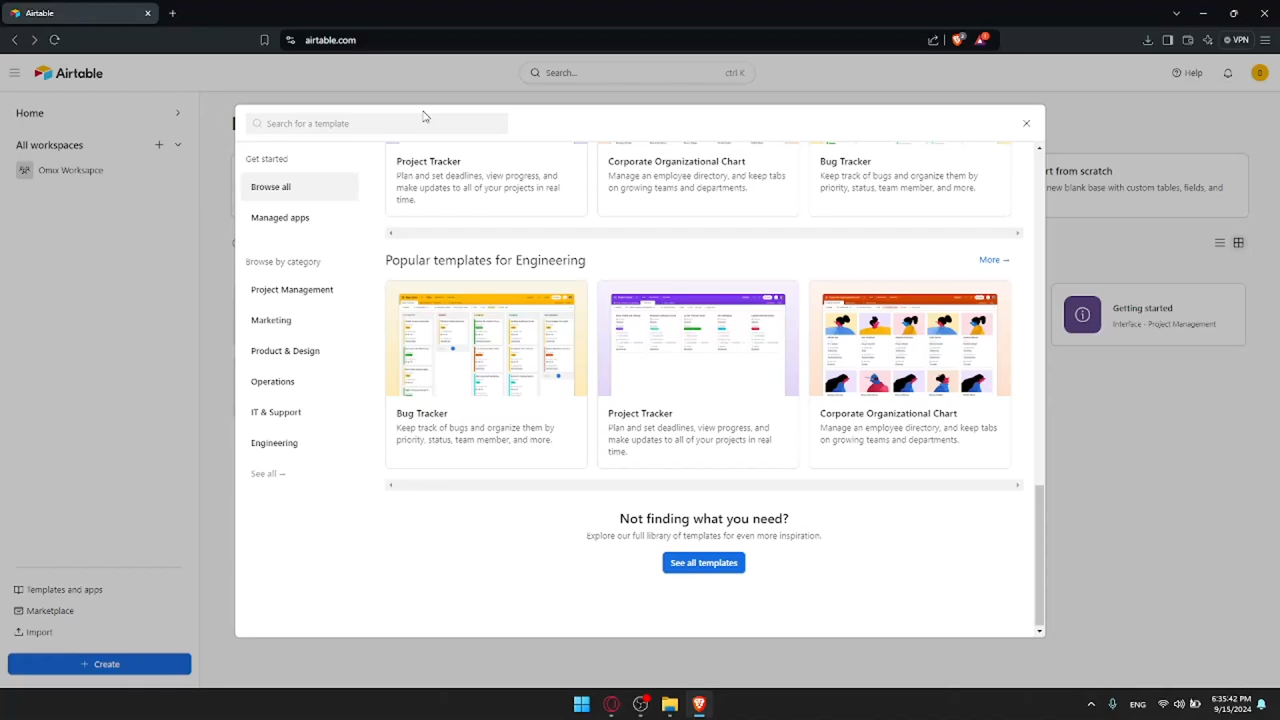 Airtable
airtable.com
VPN
Airtable
Search...
ctrl K
Help
Home
All workspaces
Omix Worksapce
Search for a template
Get started
Browse all
Managed apps
Browse by category
Project Management
Marketing
Product & Design
Operations
IT & Support
Engineering
See all →
Project Tracker
Plan and set deadlines, view progress, and
make updates to all of your projects in real
time.
Corporate Organizational Chart
Manage an employee directory, and keep tabs
on growing teams and departments.
Bug Tracker
Keep track of bugs and organize them by
priority, status, team member, and more.
Popular templates for Engineering
More →
Bug Tracker
Keep track of bugs and organize them by
priority, status, team member, and more.
Project Tracker
Plan and set deadlines, view progress, and
make updates to all of your projects in real
time.
Corporate Organizational Chart
Manage an employee directory, and keep tabs
on growing teams and departments.
Not finding what you need?
Explore our full library of templates for even more inspiration.
See all templates
rt from scratch
new blank base with custom tables, fields, and
etting started
Project Management
Templates and apps
Marketplace
Import
+ Create
ENG
6:35:42 PM
9/15/2024